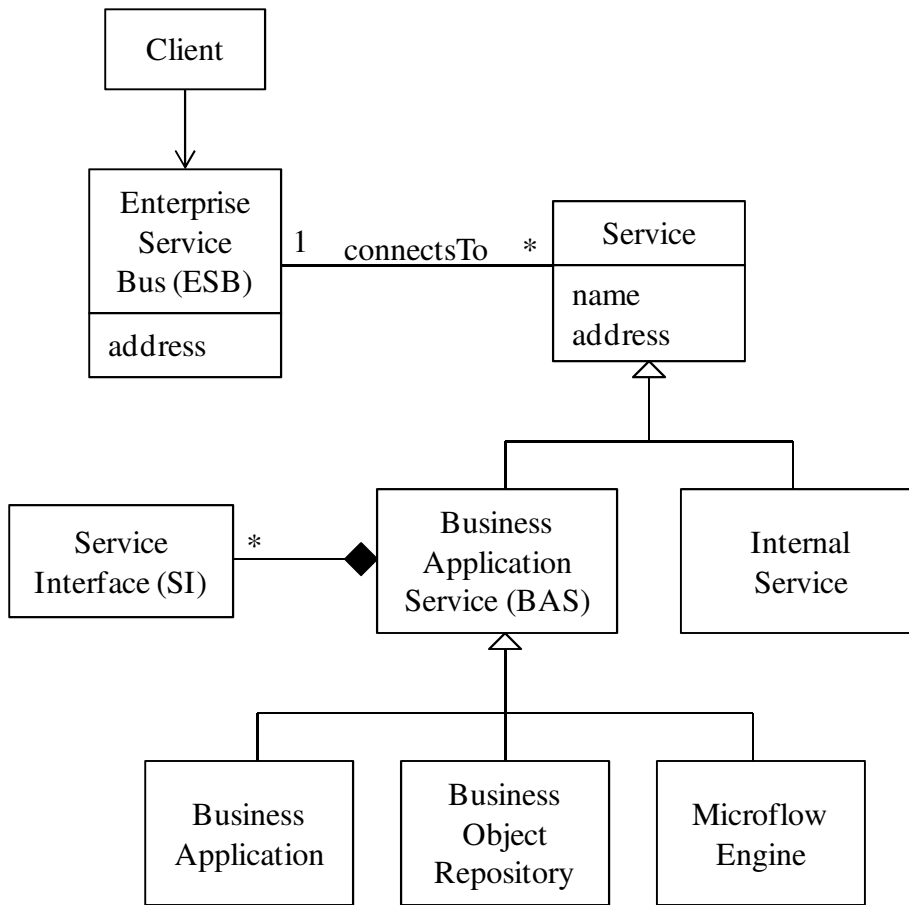 Client
Enterprise
Service
Bus (ESB)
address
1 connectsTo *
Service
name
address
Service
Interface (SI)
*
Business
Application
Service (BAS)
Internal
Service
Business
Application
Business
Object
Repository
Microflow
Engine